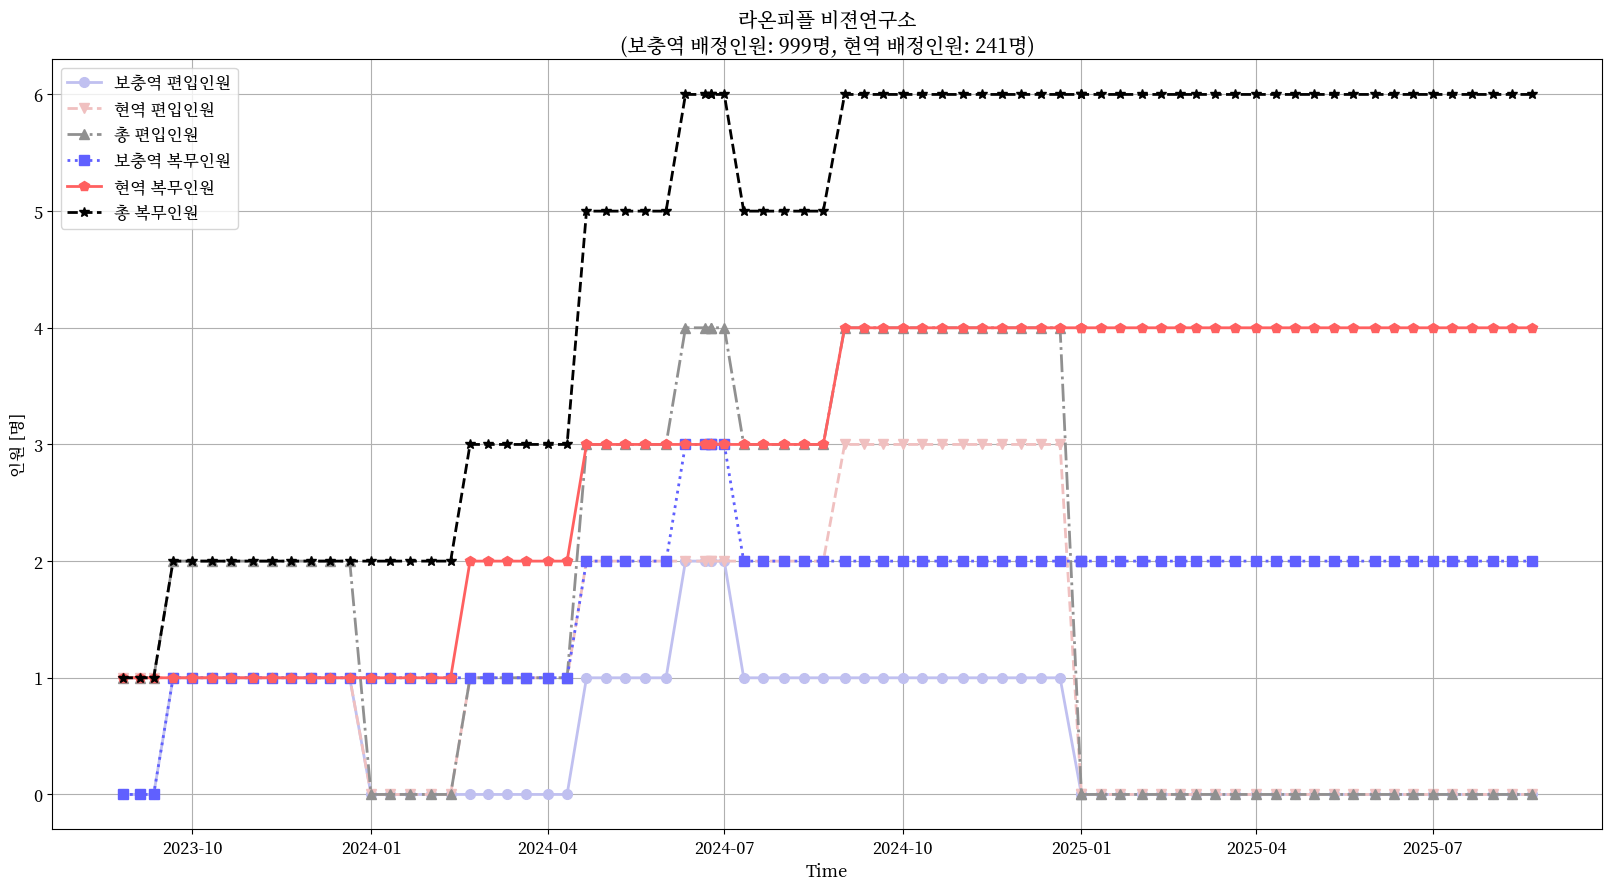 라온피플 비젼연구소
(보충역 배정인원: 999명, 현역 배정인원: 241명)
보충역 편입인원
현역 편입인원
총 편입인원
보충역 복무인원
현역 복무인원
총 복무인원
인원 [명]
6
5
4
3
2
1
0
2023-10
2024-01
2024-04
2024-07
2024-10
2025-01
2025-04
2025-07
Time